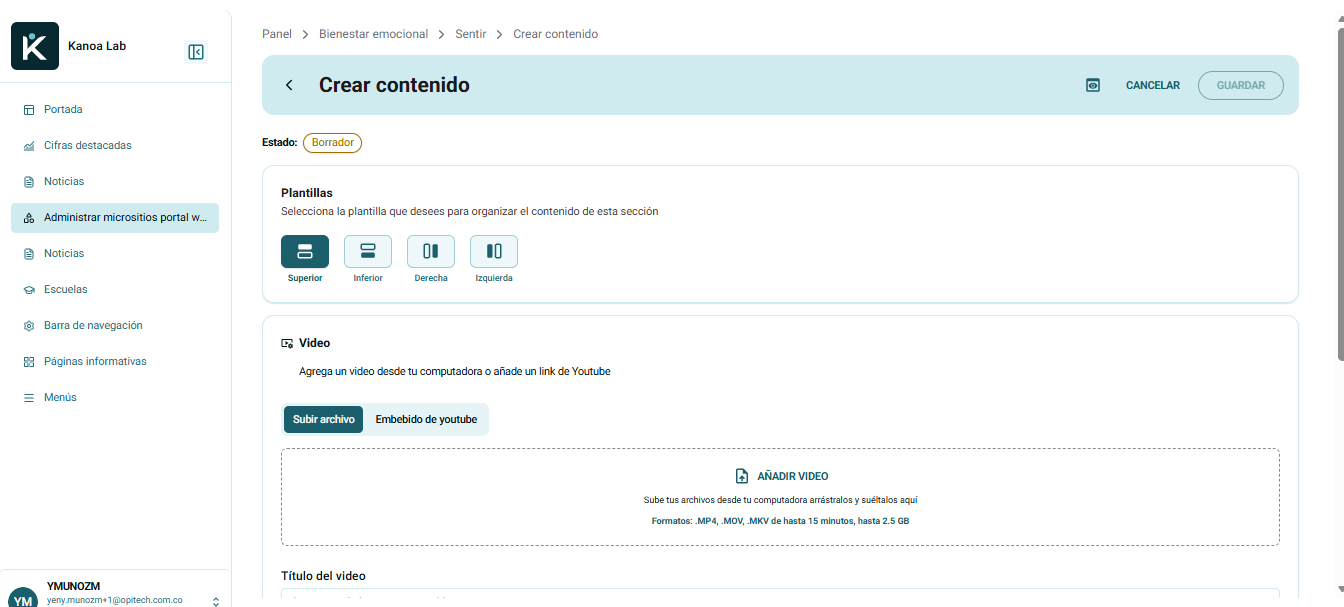 Kanoa Lab
Portada
Cifras destacadas
Noticias
Administrar micrositios portal w...
Noticias
Escuelas
Barra de navegación
Páginas informativas
Menús
YM
YMUNOZM
yeny.munozm+1@opitech.com.co
Panel > Bienestar emocional > Sentir > Crear contenido
Crear contenido
CANCELAR
GUARDAR
Estado: Borrador
Plantillas
Selecciona la plantilla que desees para organizar el contenido de esta sección
Superior Inferior Derecha Izquierda
Video
Agrega un video desde tu computadora o añade un link de Youtube
Subir archivo Embebido de youtube
AÑADIR VIDEO
Sube tus archivos desde tu computadora arrástralos y suéltalos aquí
Formatos: .MP4, .MOV, .MKV de hasta 15 minutos, hasta 2.5 GB
Título del video